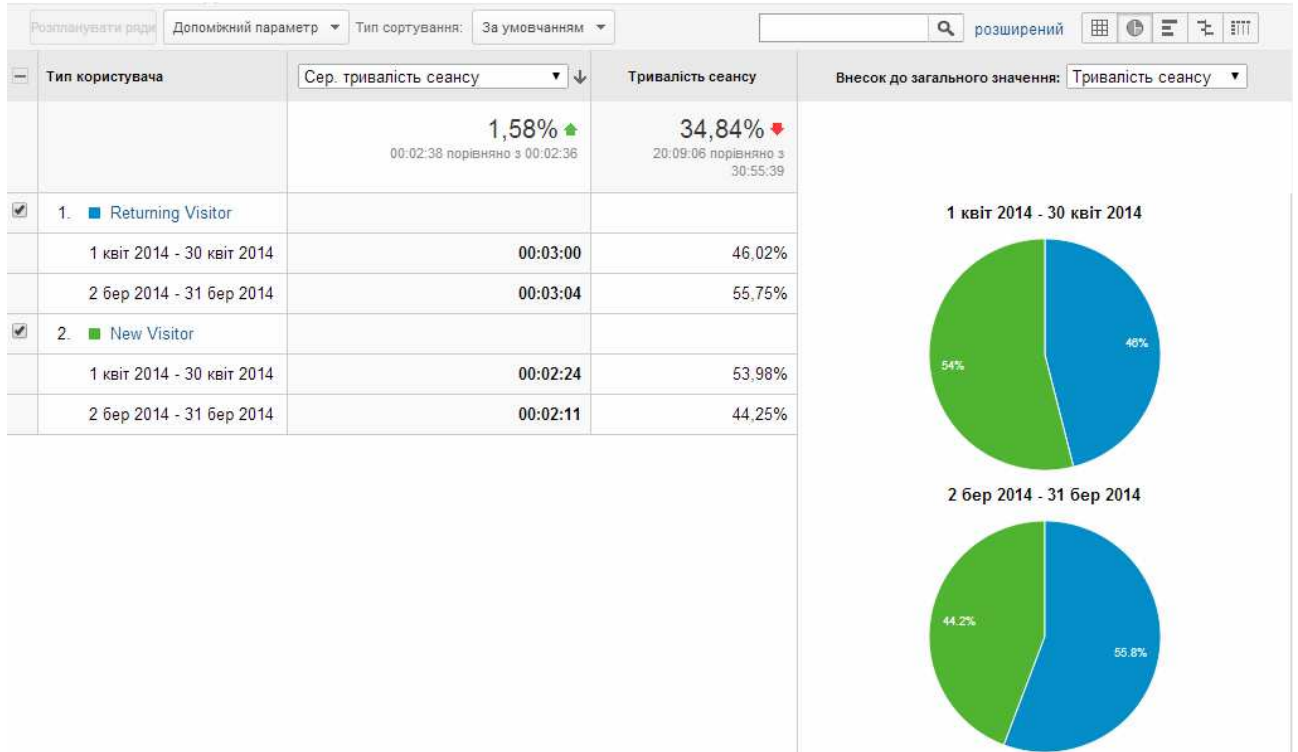 Розпланувати ряди Допоміжний параметр Тип сортування: За умовчанням розширений
Тип користувача Сер. тривалість сеансу Тривалість сеансу Внесок до загального значення: Тривалість сеансу
1,58% 34,84%
00:02:38 порівняно з 00:02:36 20:09:06 порівняно з
30:55:39
1. Returning Visitor 1 квіт 2014 - 30 квіт 2014
1 квіт 2014 - 30 квіт 2014 00:03:00 46,02%
2 бер 2014 - 31 бер 2014 00:03:04 55,75%
2. New Visitor 46%
1 квіт 2014 - 30 квіт 2014 00:02:24 53,98% 54%
2 бер 2014 - 31 бер 2014 00:02:11 44,25%
2 бер 2014 - 31 бер 2014
44.2%
55.8%